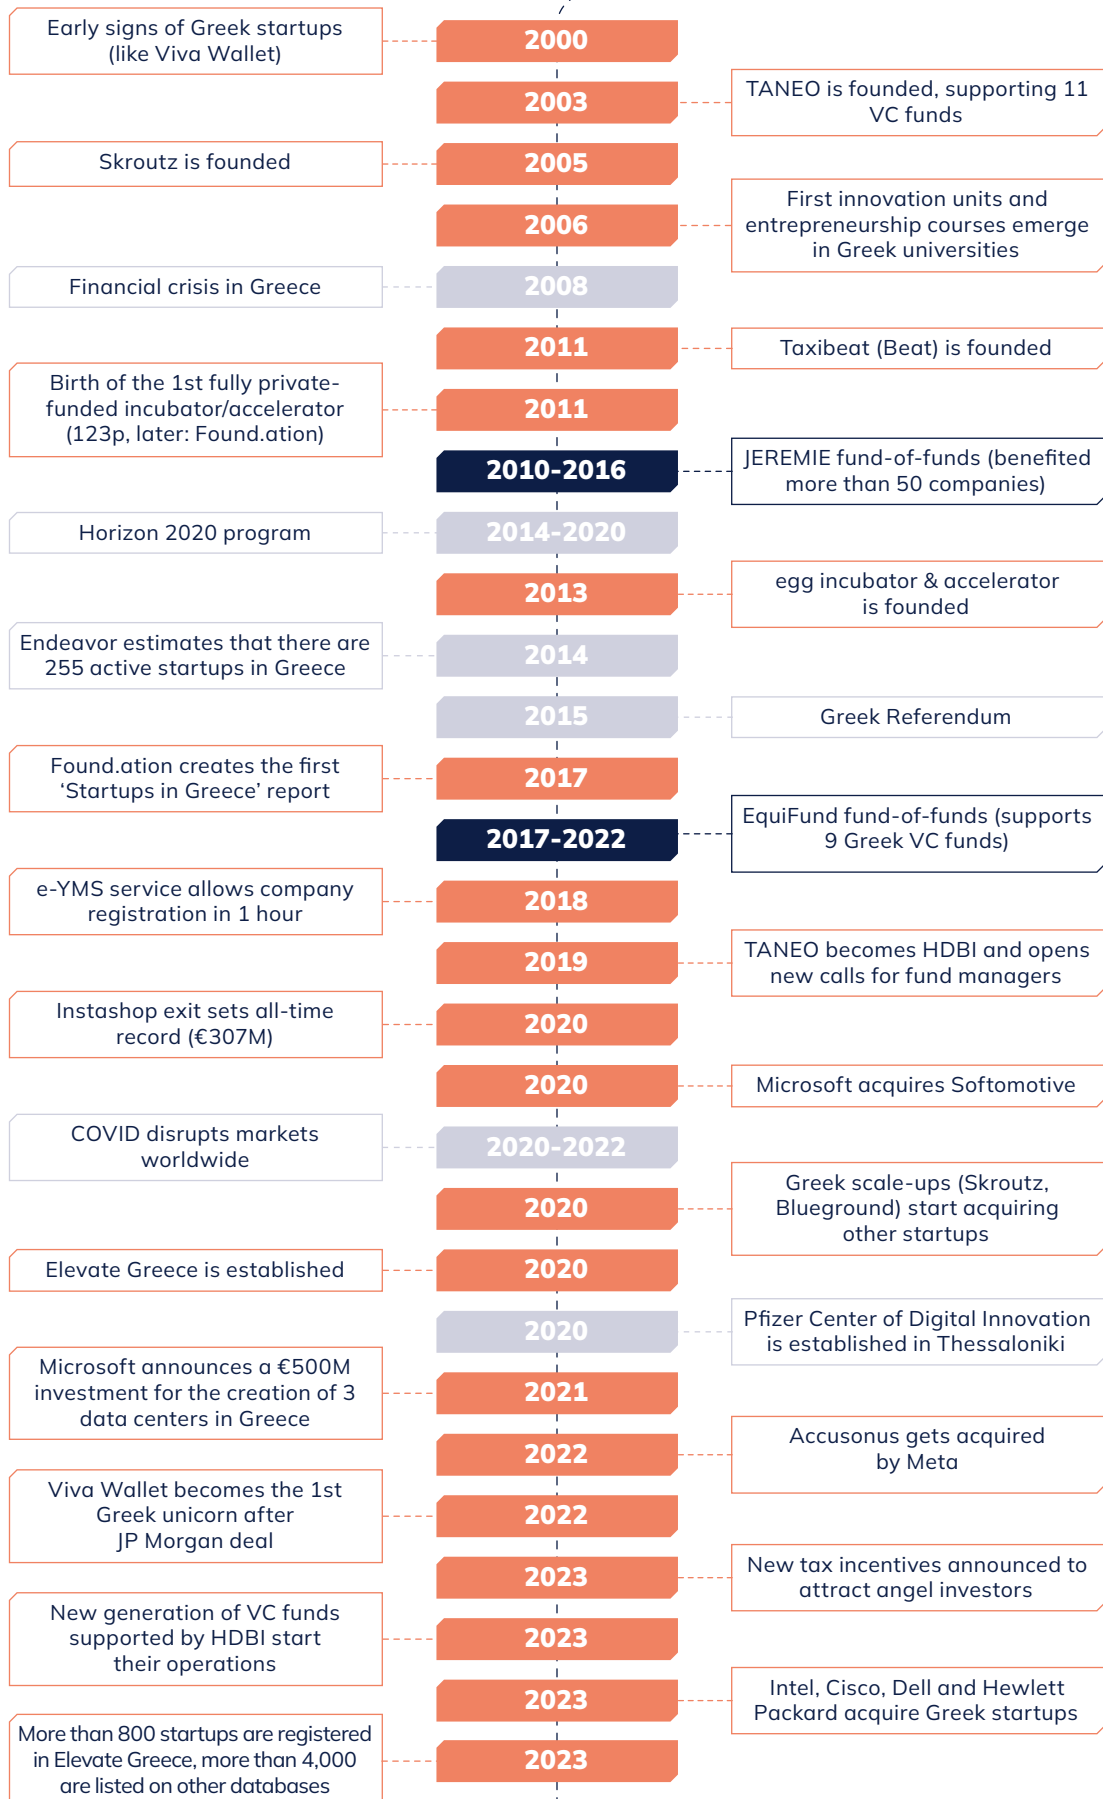 Early signs of Greek startups
(like Viva Wallet)
2000
2003
TANEO is founded, supporting 11
VC funds
Skroutz is founded
2005
2006
First innovation units and
entrepreneurship courses emerge
in Greek universities
Financial crisis in Greece
2008
2011
Taxibeat (Beat) is founded
Birth of the 1st fully private-
funded incubator/accelerator
(123p, later: Found.ation)
2011
2010-2016
JEREMIE fund-of-funds (benefited
more than 50 companies)
Horizon 2020 program
2014-2020
2013
egg incubator & accelerator
is founded
Endeavor estimates that there are
255 active startups in Greece
2014
2015
Greek Referendum
Found.ation creates the first
‘Startups in Greece’ report
2017
2017-2022
EquiFund fund-of-funds (supports
9 Greek VC funds)
e-YMS service allows company
registration in 1 hour
2018
2019
TANEO becomes HDBI and opens
new calls for fund managers
Instashop exit sets all-time
record (€307M)
2020
2020
Microsoft acquires Softomotive
COVID disrupts markets
worldwide
2020-2022
2020
Greek scale-ups (Skroutz,
Blueground) start acquiring
other startups
Elevate Greece is established
2020
2020
Pfizer Center of Digital Innovation
is established in Thessaloniki
Microsoft announces a €500M
investment for the creation of 3
data centers in Greece
2021
2022
Accusonus gets acquired
by Meta
Viva Wallet becomes the 1st
Greek unicorn after
JP Morgan deal
2022
2023
New tax incentives announced to
attract angel investors
New generation of VC funds
supported by HDBI start
their operations
2023
2023
Intel, Cisco, Dell and Hewlett
Packard acquire Greek startups
More than 800 startups are registered
in Elevate Greece, more than 4,000
are listed on other databases
2023